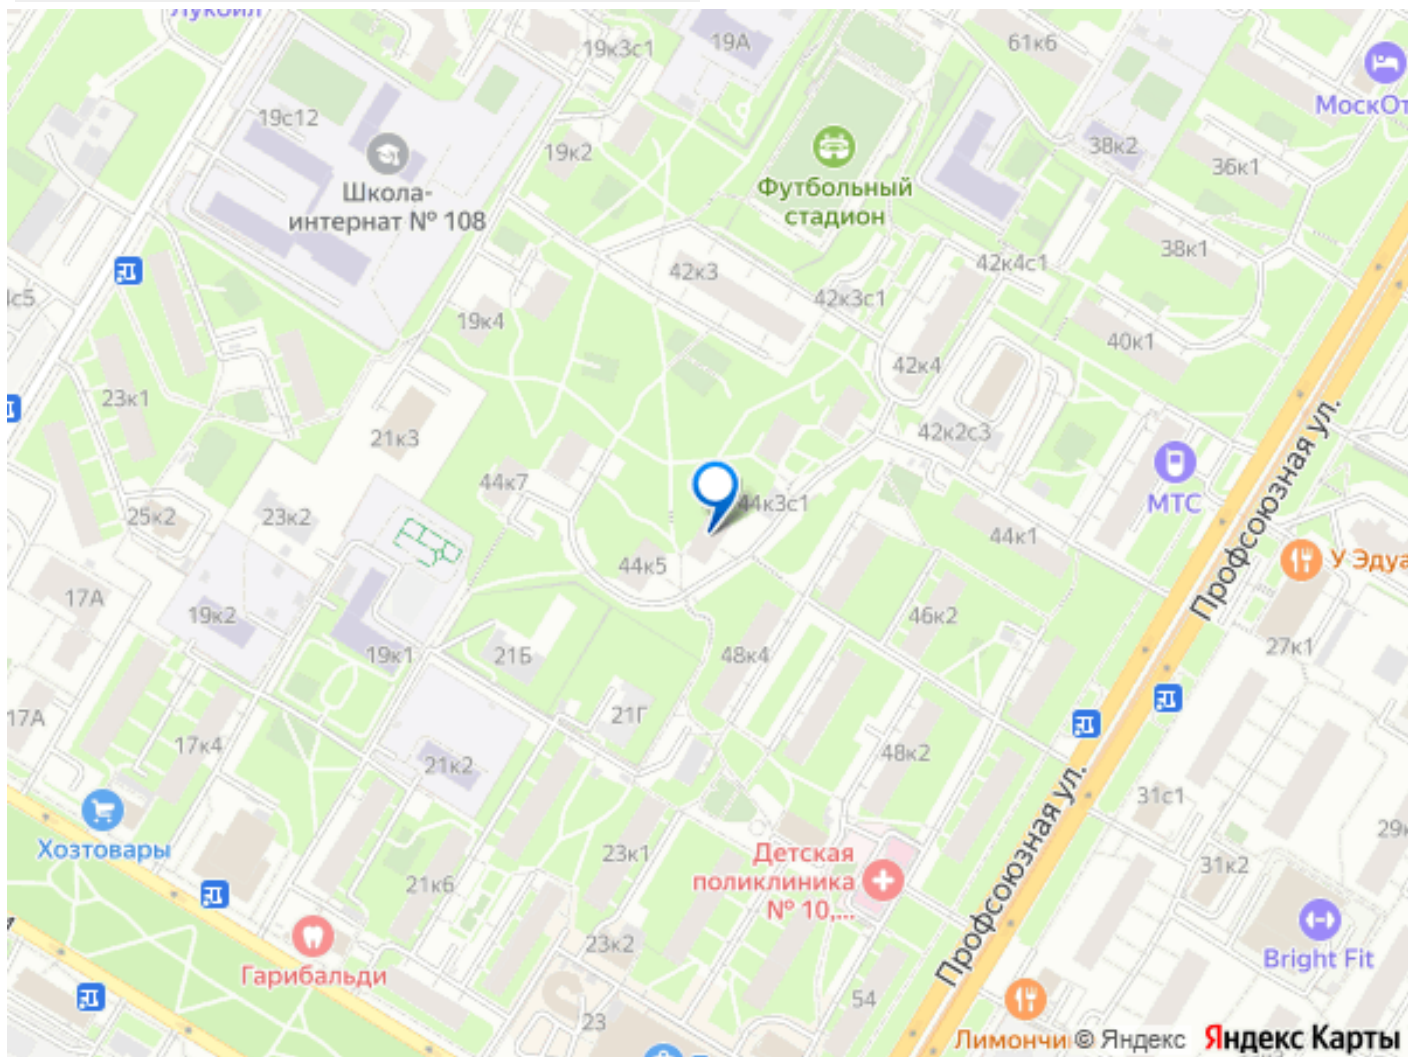 Лукойл
19к3с1
19А
61к6
МоскОт
19с12
Школа-
интернат № 108
19к2
38к2
36к1
Футбольный
стадион
38к1
42к3
42к4с1
42к3с1
19к4
40к1
42к4
23к1
21к3
42к2с3
Профсоюзная ул.
44к7
44к3с1
МТС
25к2
23к2
44к1
У Эдуа
44к5
17А
19к2
46к2
27к1
19к1
21Б
48к4
17А
21Г
17к4
48к2
21к2
31с1
Профсоюзная ул.
Хозтовары
23к1
Детская
поликлиника
№ 10,...
31к2
21к6
23к2
Гарибальди
Bright Fit
54
23
Лимончи
© Яндекс
Яндекс Карты